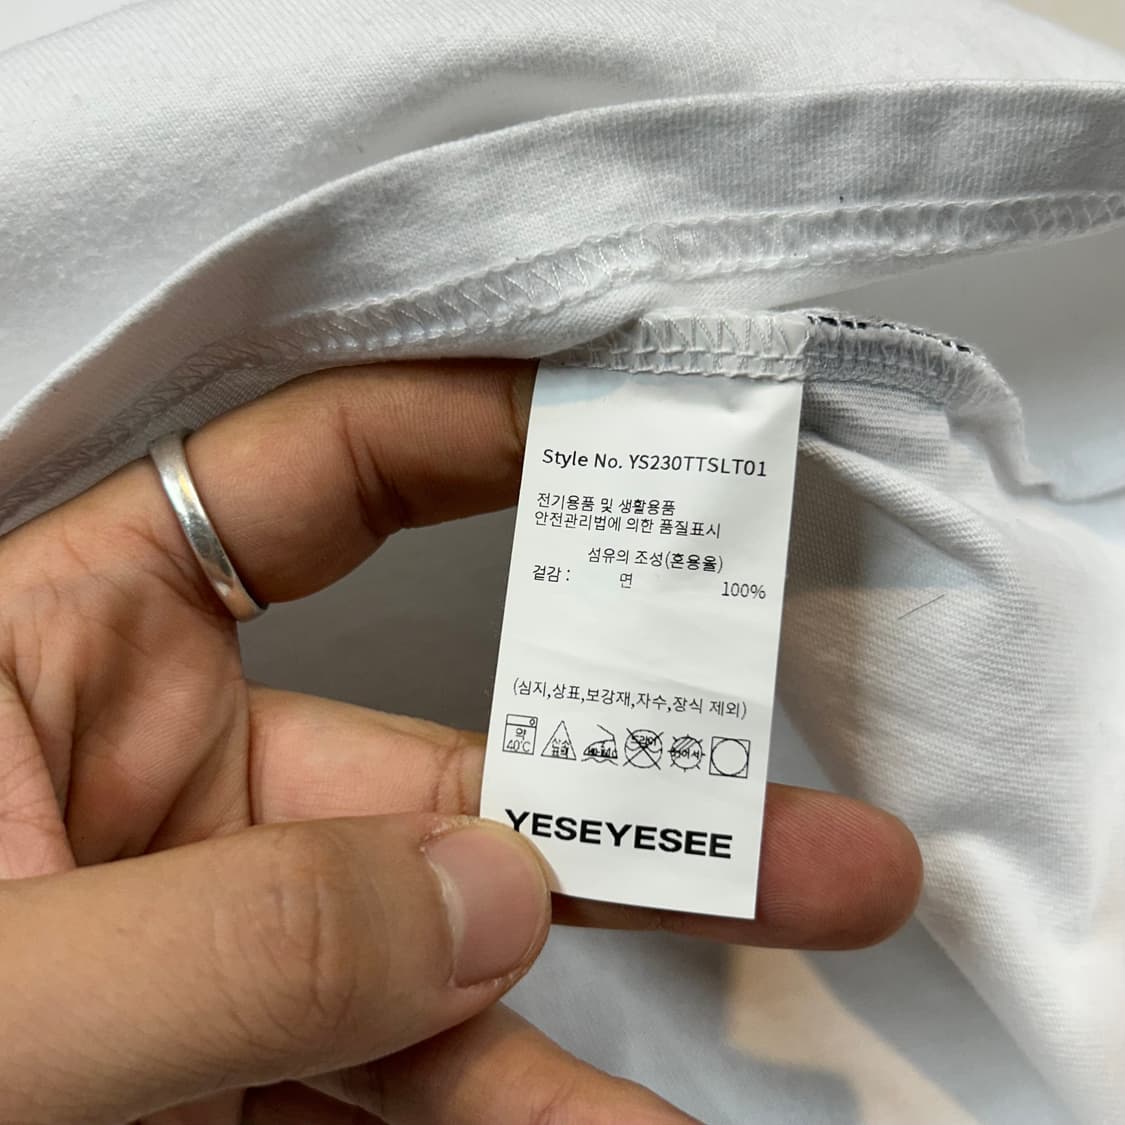 Style No. YS230TTSLT01
전기용품 및 생활용품
안전관리법에 의한 품질표시
섬유의 조성(혼용율)
겉감 : 면 100%
(심지,상표,보강재,자수,장식 제외)
약
40℃
YESEYESEE